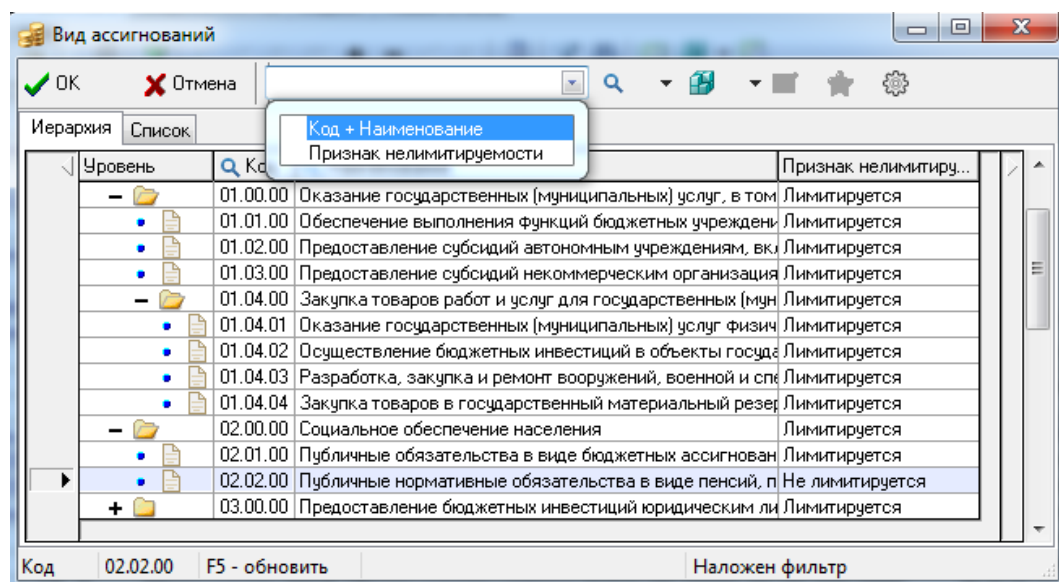 Вид ассигнований
OK Отмена
Код + Наименование
Признак нелимитируемости
Иерархия Список
Уровень Ко Признак нелимитиру...
01.00.00 Оказание государственных (муниципальных) услуг, в том Лимитируется
01.01.00 Обеспечение выполнения функций бюджетных учреждени Лимитируется
01.02.00 Предоставление субсидий автономным учреждениям, вкл Лимитируется
01.03.00 Предоставление субсидий некоммерческим организация Лимитируется
01.04.00 Закупка товаров работ и услуг для государственных (мун Лимитируется
01.04.01 Оказание государственных (муниципальных) услуг физич Лимитируется
01.04.02 Осуществление бюджетных инвестиций в объекты госуда Лимитируется
01.04.03 Разработка, закупка и ремонт вооружений, военной и спе Лимитируется
01.04.04 Закупка товаров в государственный материальный резер Лимитируется
02.00.00 Социальное обеспечение населения Лимитируется
02.01.00 Публичные обязательства в виде бюджетных ассигнован Лимитируется
02.02.00 Публичные нормативные обязательства в виде пенсий, п Не лимитируется
03.00.00 Предоставление бюджетных инвестиций юридическим ли Лимитируется
Код 02.02.00 F5 - обновить Наложен фильтр